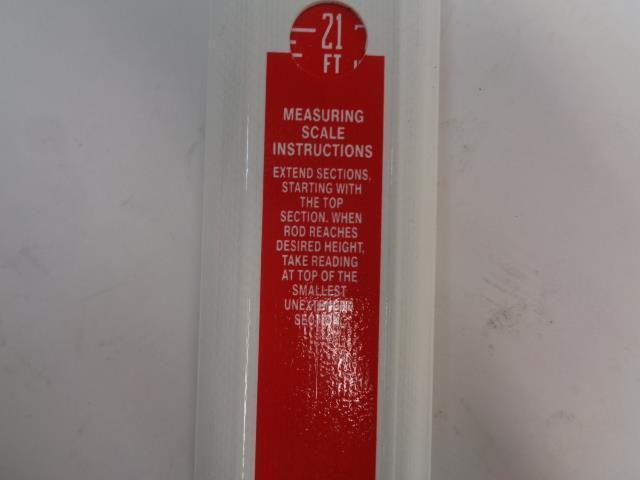 21
FT
MEASURING
SCALE
INSTRUCTIONS
EXTEND SECTIONS,
STARTING WITH
THE TOP
SECTION. WHEN
ROD REACHES
DESIRED HEIGHT,
TAKE READING
AT TOP OF THE
SMALLEST
UNEXTENDED
SECTION.